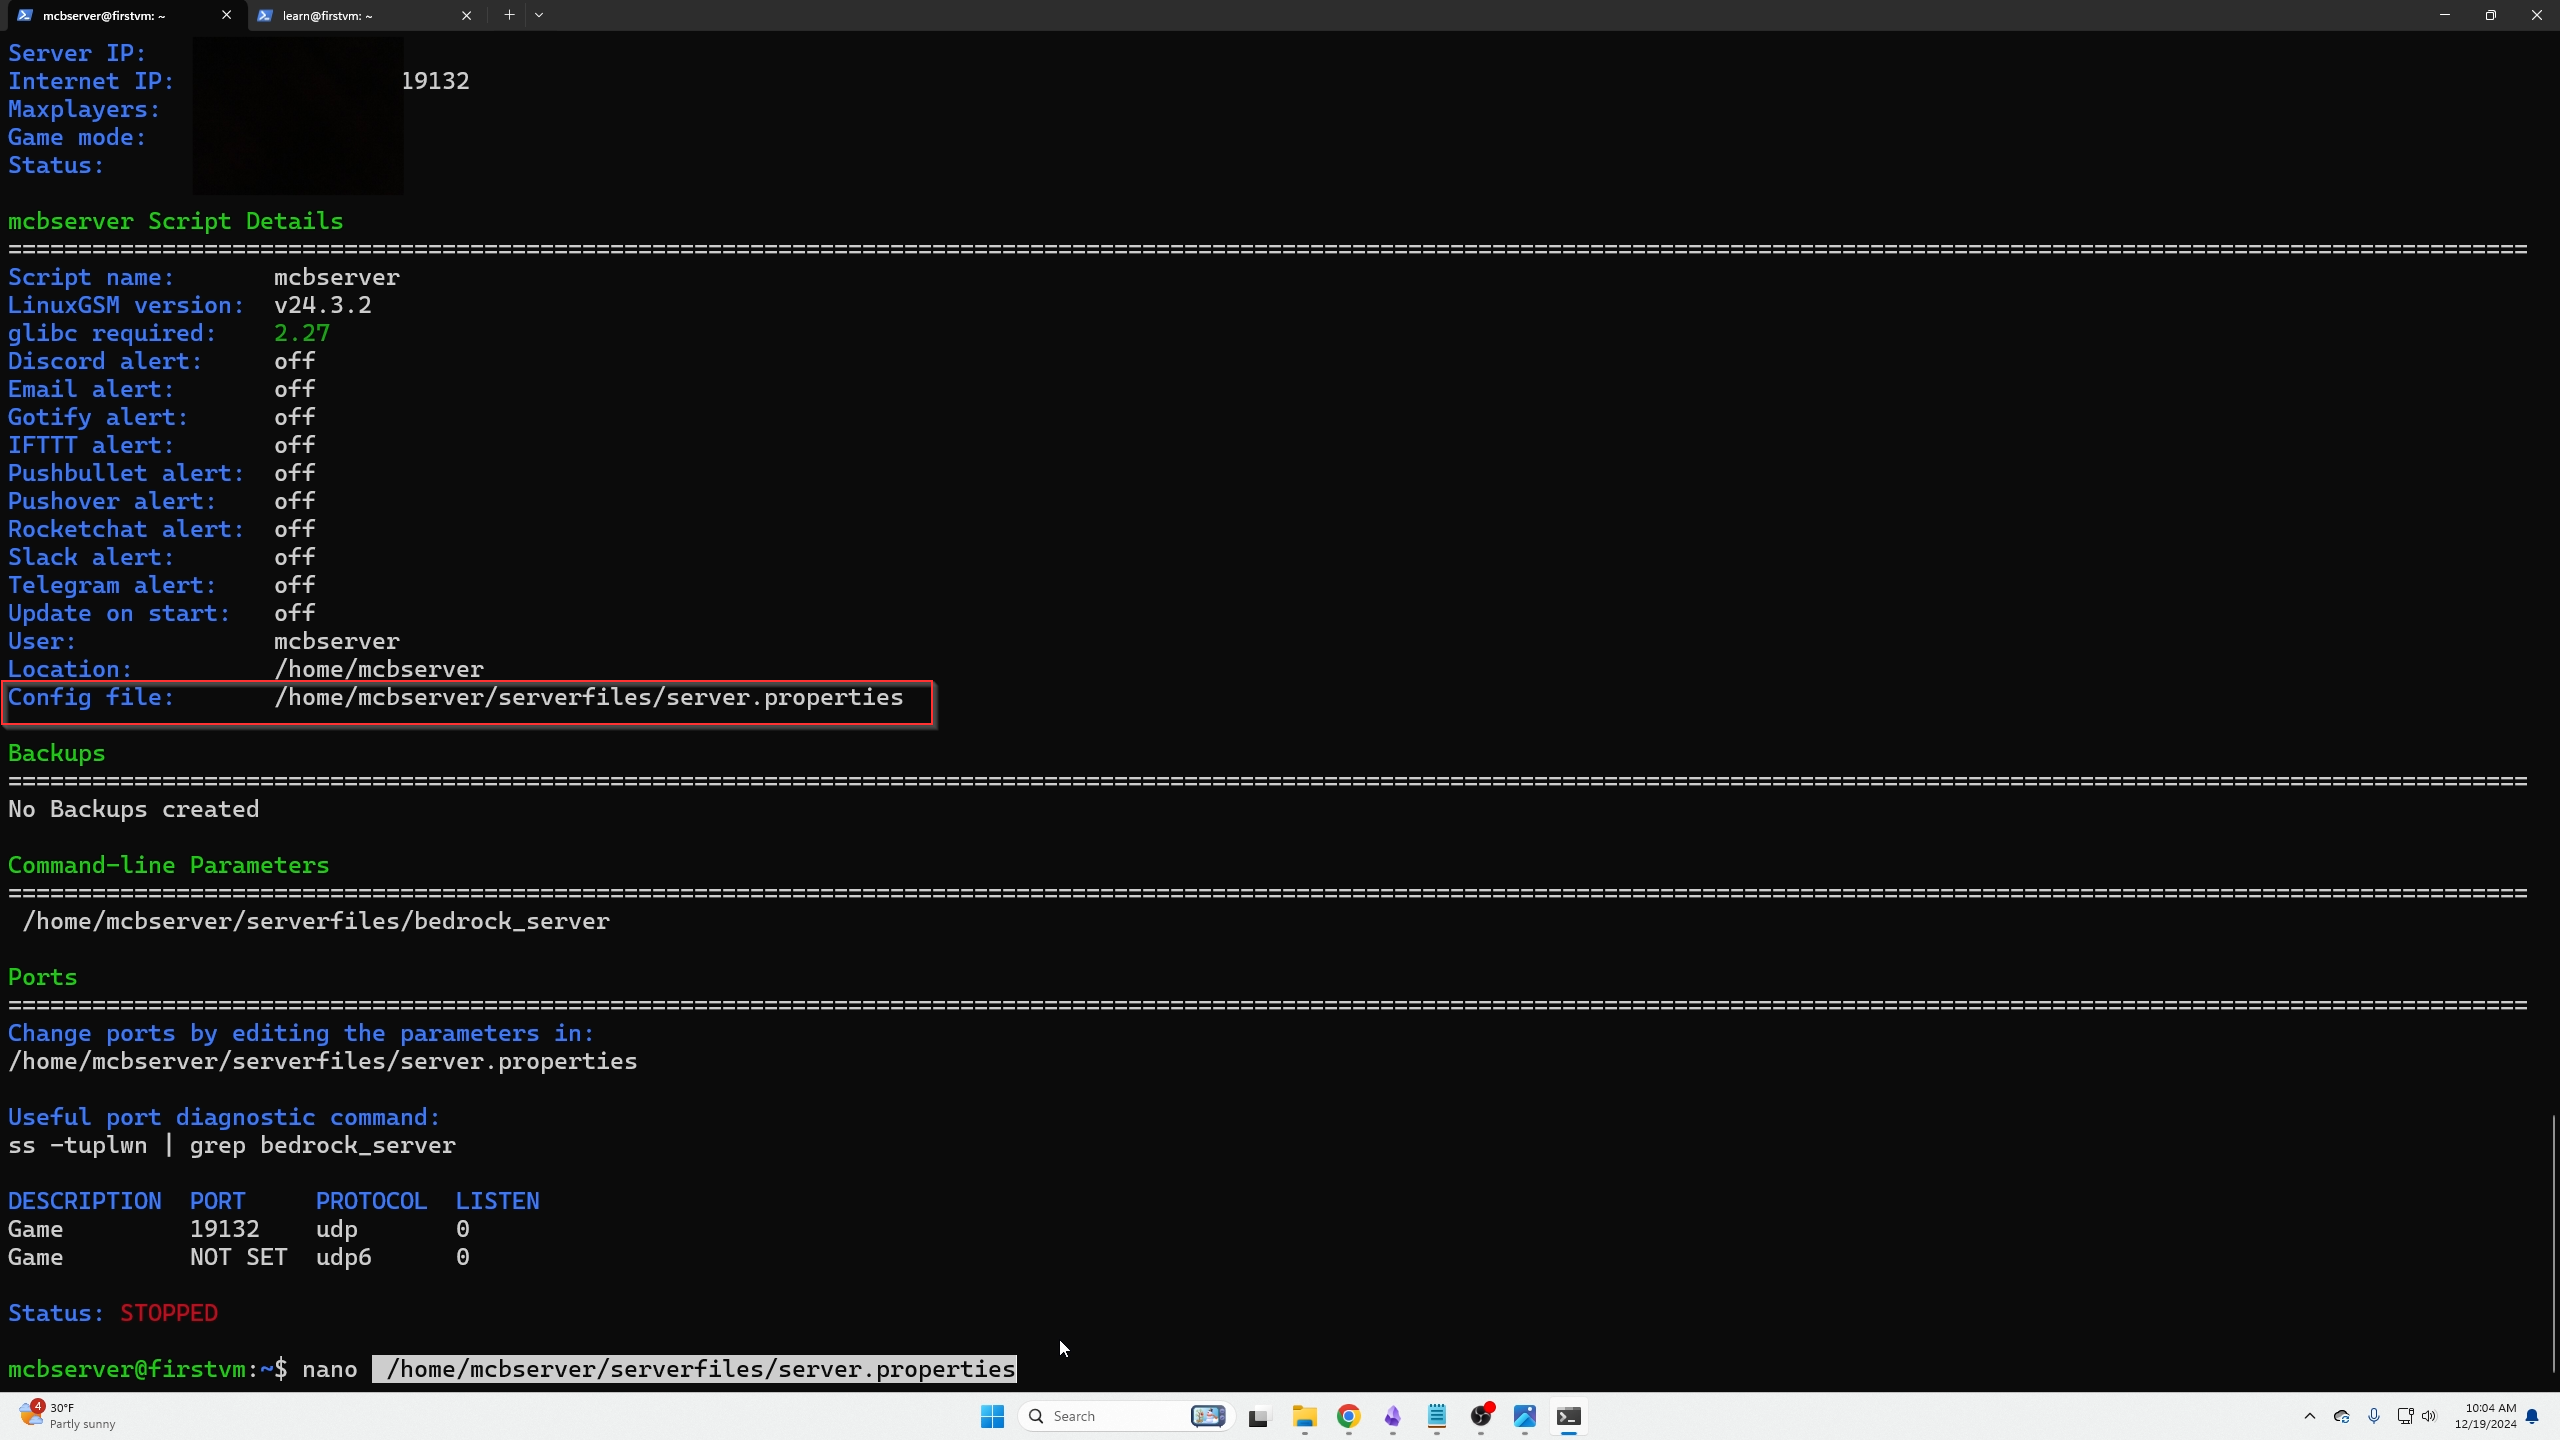 mcbserver@firstvm: ~
learn@firstvm: ~
Server IP:
Internet IP: 19132
Maxplayers:
Game mode:
Status:
mcbserver Script Details
====================================================================================================================================================================================
Script name: mcbserver
LinuxGSM version: v24.3.2
glibc required: 2.27
Discord alert: off
Email alert: off
Gotify alert: off
IFTTT alert: off
Pushbullet alert: off
Pushover alert: off
Rocketchat alert: off
Slack alert: off
Telegram alert: off
Update on start: off
User: mcbserver
Location: /home/mcbserver
Config file: /home/mcbserver/serverfiles/server.properties
Backups
====================================================================================================================================================================================
No Backups created
Command-line Parameters
====================================================================================================================================================================================
/home/mcbserver/serverfiles/bedrock_server
Ports
====================================================================================================================================================================================
Change ports by editing the parameters in:
/home/mcbserver/serverfiles/server.properties
Useful port diagnostic command:
ss -tuplwn | grep bedrock_server
DESCRIPTION PORT PROTOCOL LISTEN
Game 19132 udp 0
Game NOT SET udp6 0
Status: STOPPED
mcbserver@firstvm:~$ nano /home/mcbserver/serverfiles/server.properties
4
30°F
Partly sunny
Search
10:04 AM
12/19/2024